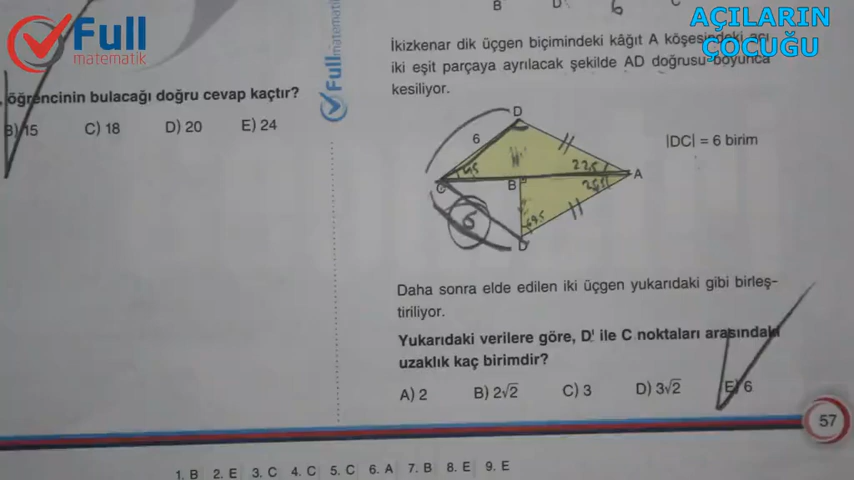 AÇILARIN
ÇOCUĞU
Full
matematik
Full matematik
B
D
6
C
İkizkenar dik üçgen biçimindeki kâğıt A köşesindeki açı
iki eşit parçaya ayrılacak şekilde AD doğrusu boyunca
kesiliyor.
öğrencinin bulacağı doğru cevap kaçtır?
B) 15 C) 18 D) 20 E) 24
D
6
|DC| = 6 birim
45
22,5
C
B
A
6
D'
Daha sonra elde edilen iki üçgen yukarıdaki gibi birleş-
tiriliyor.
Yukarıdaki verilere göre, D' ile C noktaları arasındaki
uzaklık kaç birimdir?
A) 2 B) 2√2 C) 3 D) 3√2 E) 6
57
1. B 2. E 3. C 4. C 5. C 6. A 7. B 8. E 9. E